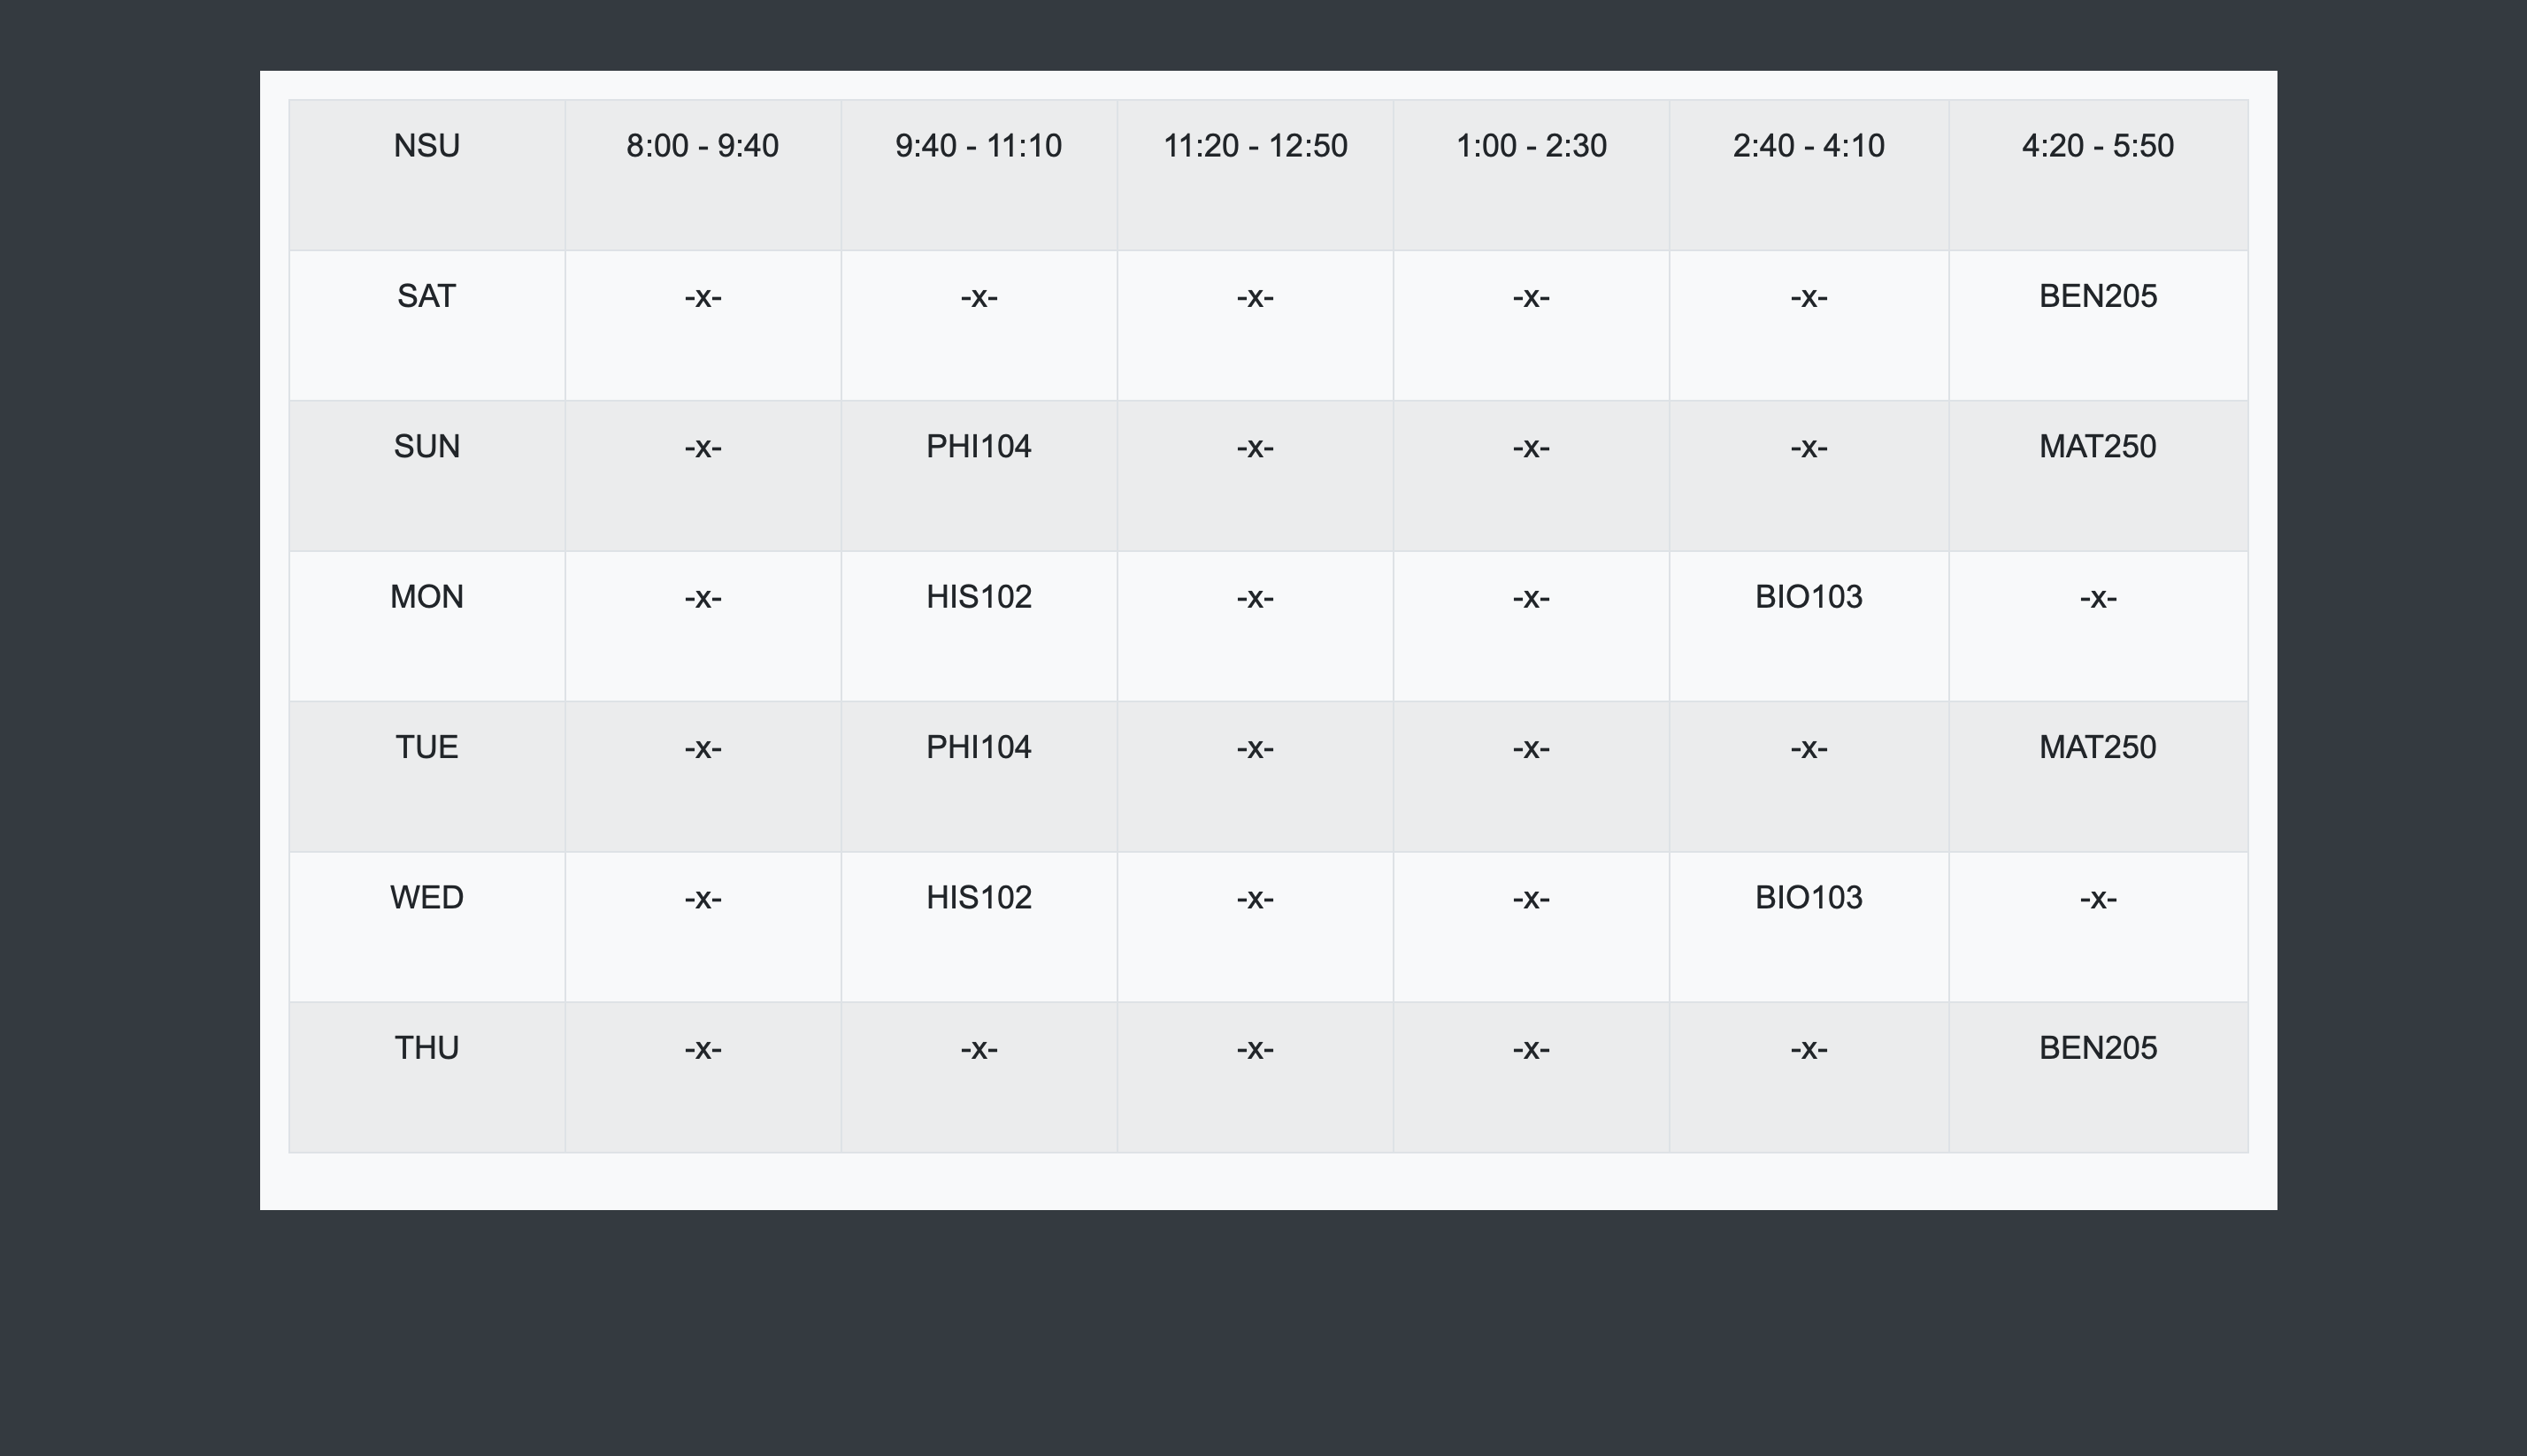 NSU 8:00 - 9:40 9:40 - 11:10 11:20 - 12:50 1:00 - 2:30 2:40 - 4:10 4:20 - 5:50
SAT -x- -x- -x- -x- -x- BEN205
SUN -x- PHI104 -x- -x- -x- MAT250
MON -x- HIS102 -x- -x- BIO103 -x-
TUE -x- PHI104 -x- -x- -x- MAT250
WED -x- HIS102 -x- -x- BIO103 -x-
THU -x- -x- -x- -x- -x- BEN205